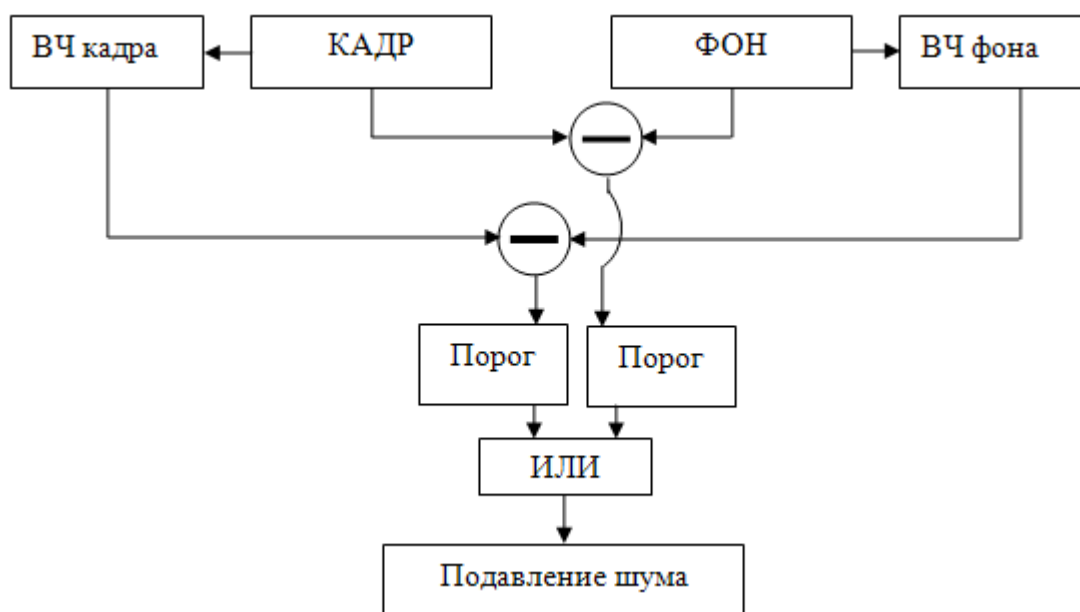 ВЧ кадра
КАДР
ФОН
ВЧ фона
Порог
Порог
ИЛИ
Подавление шума